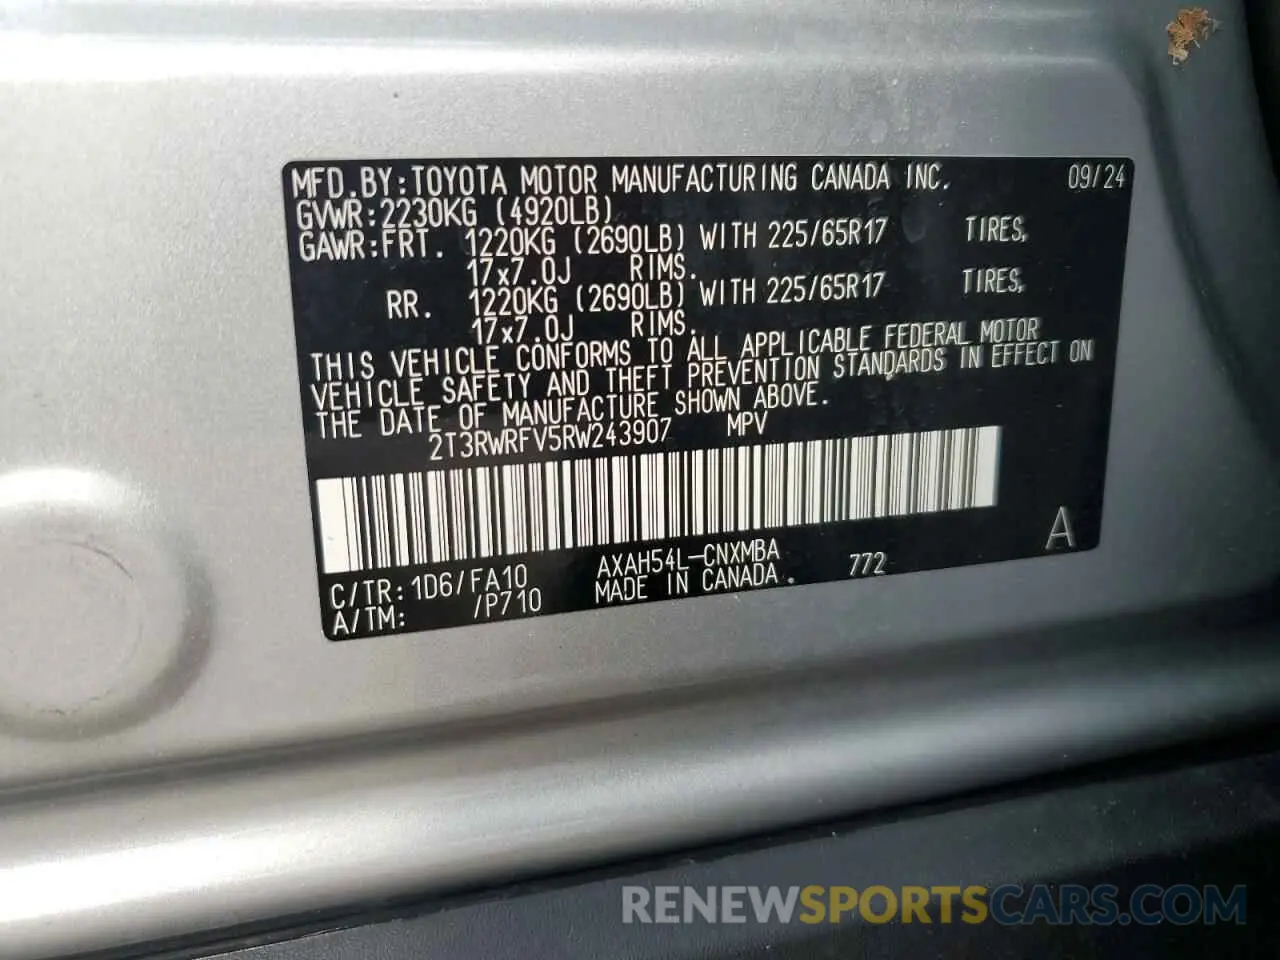 MFD.BY:TOYOTA MOTOR MANUFACTURING CANADA INC. 09/24
GVWR:2230KG (4920LB)
GAWR:FRT. 1220KG (2690LB) WITH 225/65R17 TIRES,
17x7.0J RIMS.
RR. 1220KG (2690LB) WITH 225/65R17 TIRES,
17x7.0J RIMS.
THIS VEHICLE CONFORMS TO ALL APPLICABLE FEDERAL MOTOR
VEHICLE SAFETY AND THEFT PREVENTION STANDARDS IN EFFECT ON
THE DATE OF MANUFACTURE SHOWN ABOVE.
2T3RWRFV5RW243907 MPV
A
C/TR:1D6/FA10 AXAH54L-CNXMBA 772
A/TM: /P710 MADE IN CANADA.
RENEWSPORTSCARS.COM